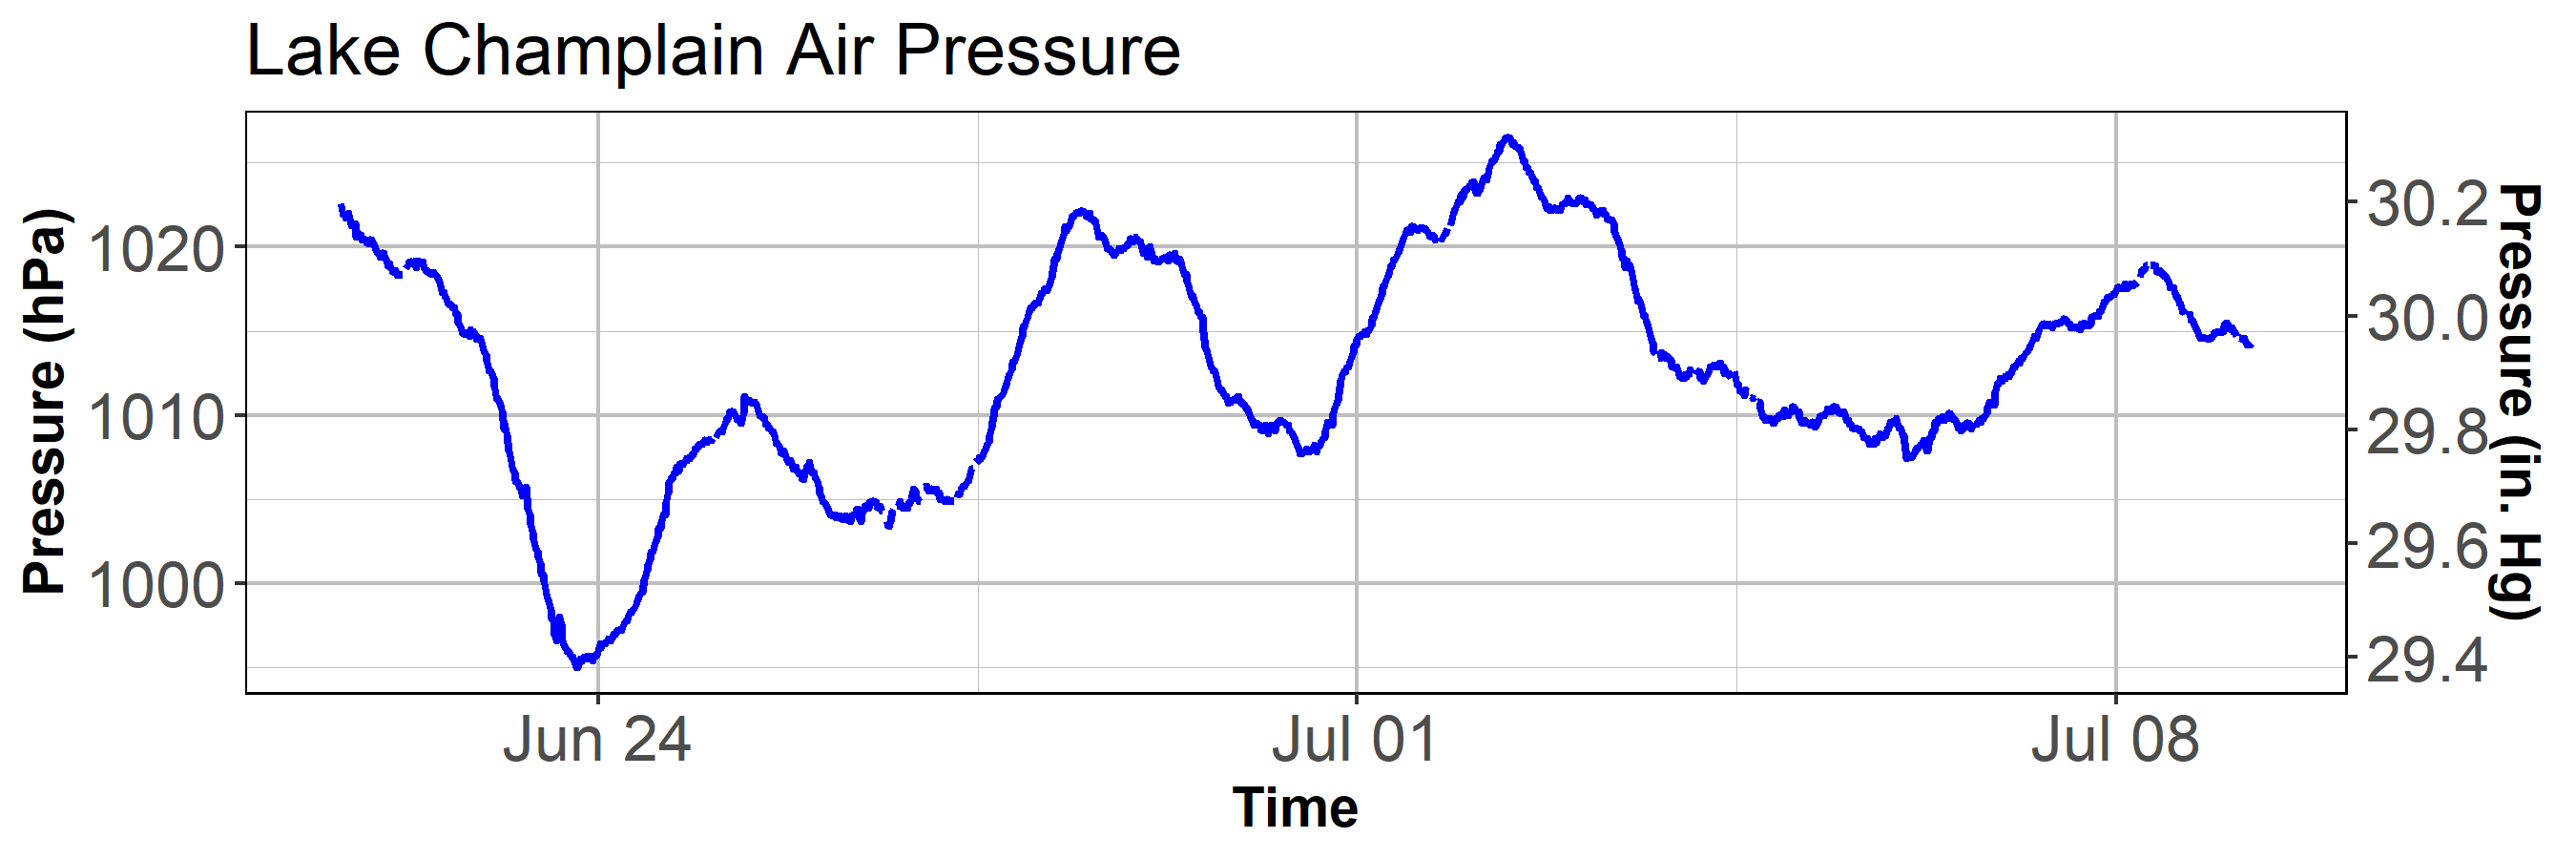 Lake Champlain Air Pressure
Pressure (hPa)
1020
1010
1000
30.2
30.0
29.8
29.6
29.4
Pressure (in. Hg)
Jun 24
Jul 01
Jul 08
Time